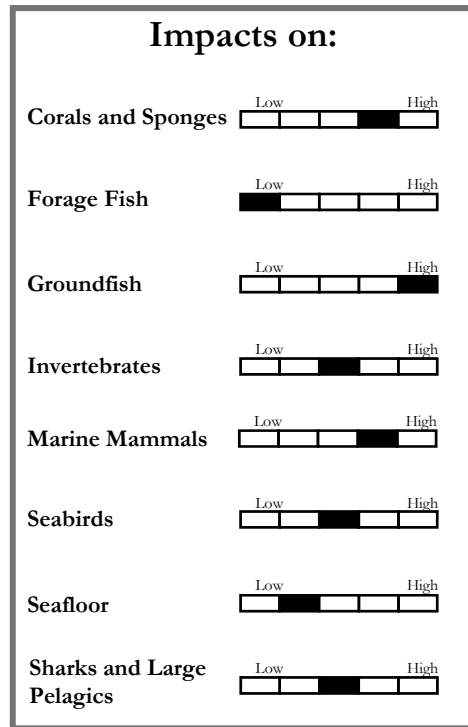 Impacts on:
Low High
Corals and Sponges
Low High
Forage Fish
Low High
Groundfish
Low High
Invertebrates
Low High
Marine Mammals
Low High
Seabirds
Low High
Seafloor
Low High
Sharks and Large
Pelagics